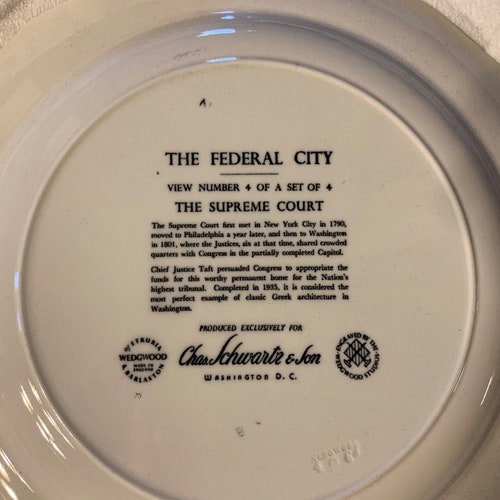 A.
THE FEDERAL CITY
VIEW NUMBER 4 OF A SET OF 4
THE SUPREME COURT
The Supreme Court first met in New York City in 1790,
moved to Philadelphia a year later, and then to Washington
in 1801, where the Justices, six at that time, shared crowded
quarters with Congress in the partially completed Capitol.
Chief Justice Taft persuaded Congress to appropriate the
funds for this worthy permanent home for the Nation's
highest tribunal. Completed in 1935, it is considered the
most perfect example of classic Greek architecture in
Washington.
PRODUCED EXCLUSIVELY FOR
Chas. Schwartz & Son
WASHINGTON D. C.
OF ETRURIA
WEDGWOOD
MADE IN
ENGLAND
& BARLASTON
ENGRAVED BY THE
WEDGWOOD STUDIO
WEDGWOOD